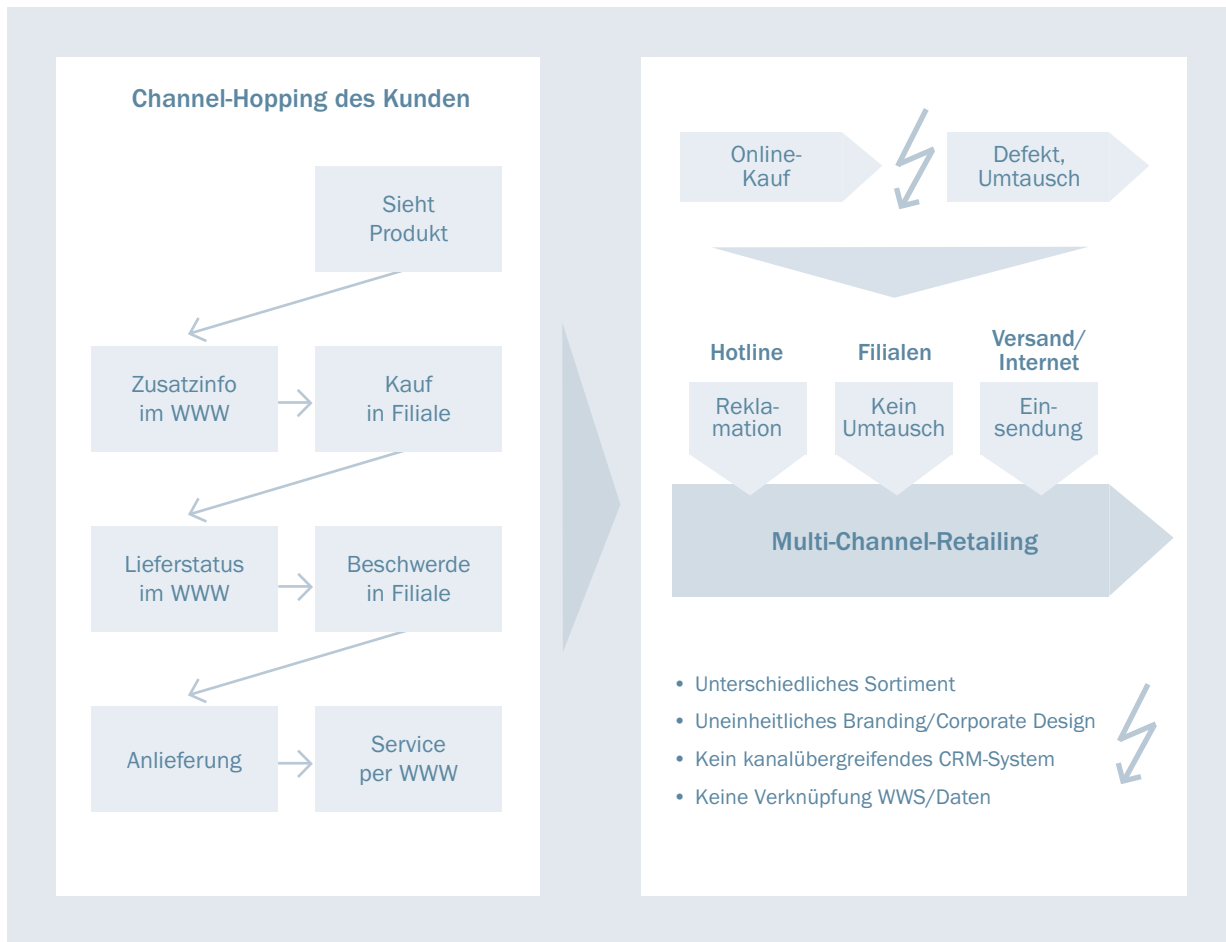 Channel-Hopping des Kunden
Sieht
Produkt
Zusatzinfo
im WWW
Kauf
in Filiale
Lieferstatus
im WWW
Beschwerde
in Filiale
Anlieferung
Service
per WWW
Online-
Kauf
Defekt,
Umtausch
Hotline
Filialen
Versand/
Internet
Rekla-
mation
Kein
Umtausch
Ein-
sendung
Multi-Channel-Retailing
• Unterschiedliches Sortiment
• Uneinheitliches Branding/Corporate Design
• Kein kanalübergreifendes CRM-System
• Keine Verknüpfung WWS/Daten